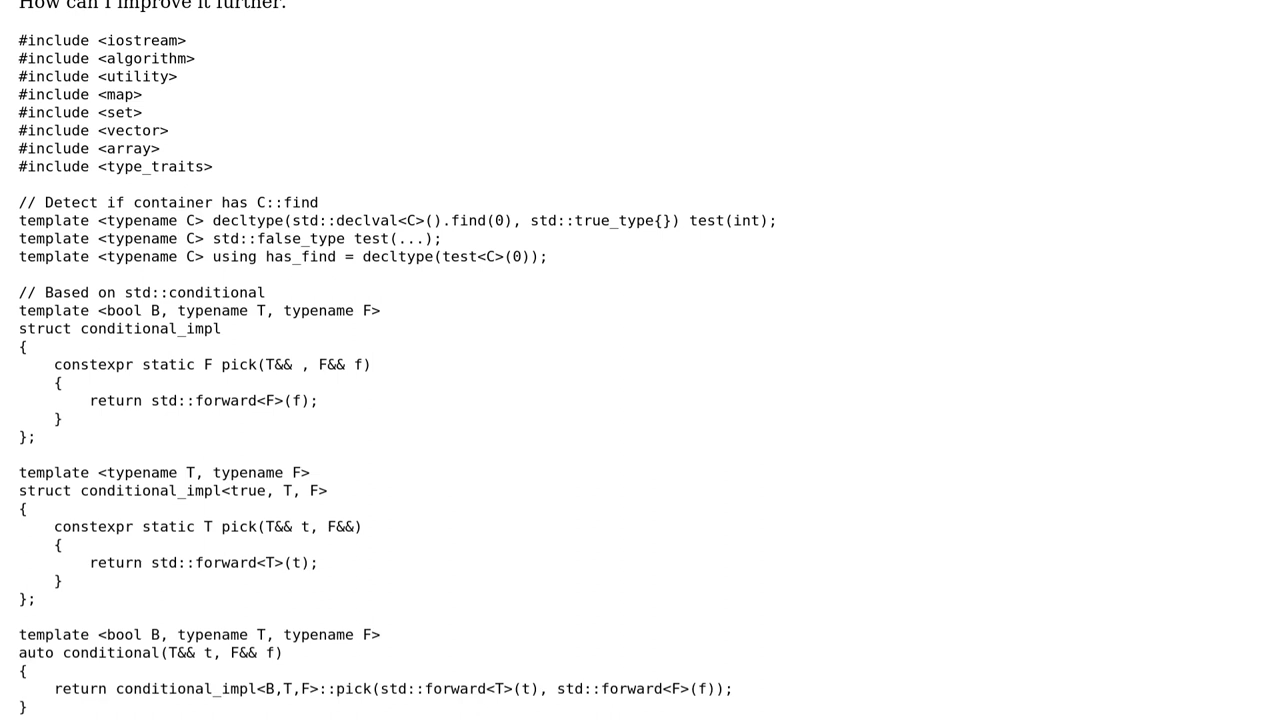 How can I improve it further.
#include <iostream>
#include <algorithm>
#include <utility>
#include <map>
#include <set>
#include <vector>
#include <array>
#include <type_traits>
// Detect if container has C::find
template <typename C> decltype(std::declval<C>().find(0), std::true_type{}) test(int);
template <typename C> std::false_type test(...);
template <typename C> using has_find = decltype(test<C>(0));
// Based on std::conditional
template <bool B, typename T, typename F>
struct conditional_impl
{
    constexpr static F pick(T&& , F&& f)
    {
        return std::forward<F>(f);
    }
};
template <typename T, typename F>
struct conditional_impl<true, T, F>
{
    constexpr static T pick(T&& t, F&&)
    {
        return std::forward<T>(t);
    }
};
template <bool B, typename T, typename F>
auto conditional(T&& t, F&& f)
{
    return conditional_impl<B,T,F>::pick(std::forward<T>(t), std::forward<F>(f));
}